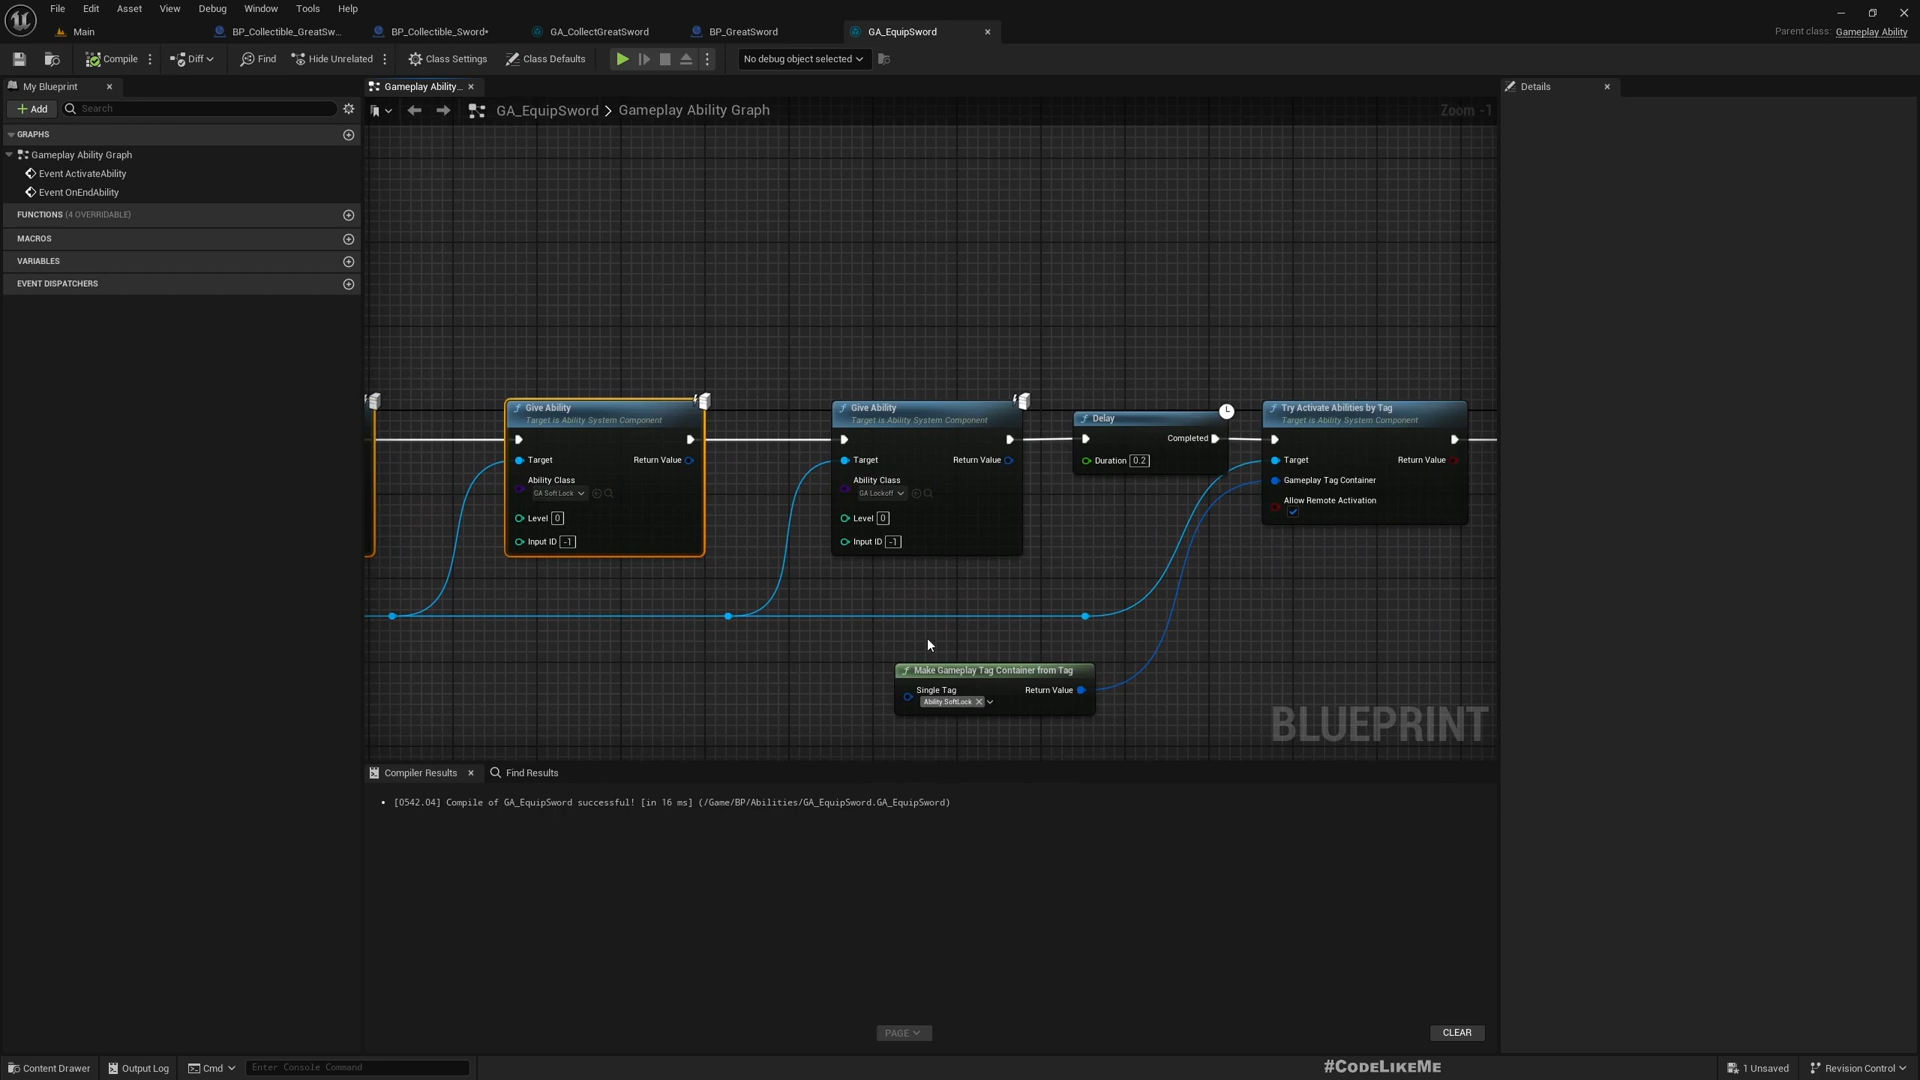 File Edit Asset View Debug Window Tools Help
Main BP_Collectible_GreatSw... BP_Collectible_Sword* GA_CollectGreatSword BP_GreatSword GA_EquipSword
Parent class: Gameplay Ability
Compile Diff Find Hide Unrelated Class Settings Class Defaults No debug object selected
My Blueprint Gameplay Ability... Details
Add Search
GA_EquipSword > Gameplay Ability Graph Zoom -1
GRAPHS
Gameplay Ability Graph
Event ActivateAbility
Event OnEndAbility
FUNCTIONS (4 OVERRIDABLE)
MACROS
VARIABLES
EVENT DISPATCHERS
Give Ability
Target is Ability System Component
Target Return Value
Ability Class
GA Soft Lock
Level 0
Input ID -1
Give Ability
Target is Ability System Component
Target Return Value
Ability Class
GA Lockoff
Level 0
Input ID -1
Delay
Completed
Duration 0.2
Try Activate Abilities by Tag
Target is Ability System Component
Target Return Value
Gameplay Tag Container
Allow Remote Activation
Make Gameplay Tag Container from Tag
Single Tag Return Value
Ability.SoftLock
BLUEPRINT
Compiler Results Find Results
[0542.04] Compile of GA_EquipSword successful! [in 16 ms] (/Game/BP/Abilities/GA_EquipSword.GA_EquipSword)
PAGE CLEAR
Content Drawer Output Log Cmd Enter Console Command #CODELIKEME 1 Unsaved Revision Control